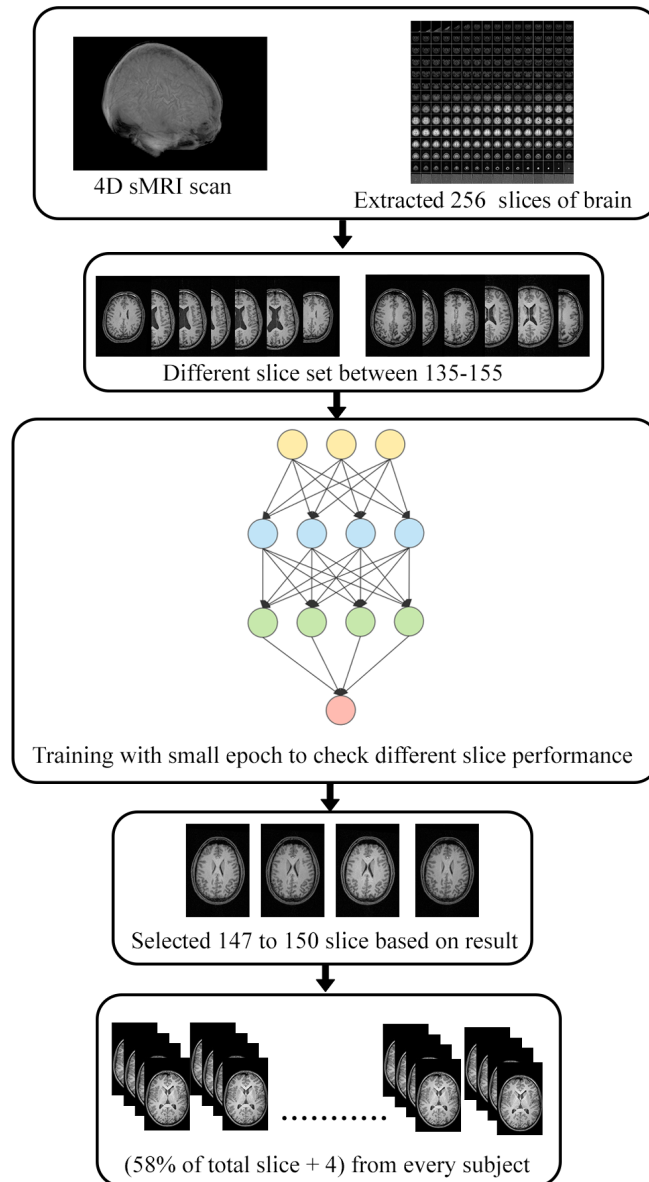 4D sMRI scan
Extracted 256 slices of brain
Different slice set between 135-155
Training with small epoch to check different slice performance
Selected 147 to 150 slice based on result
(58% of total slice + 4) from every subject